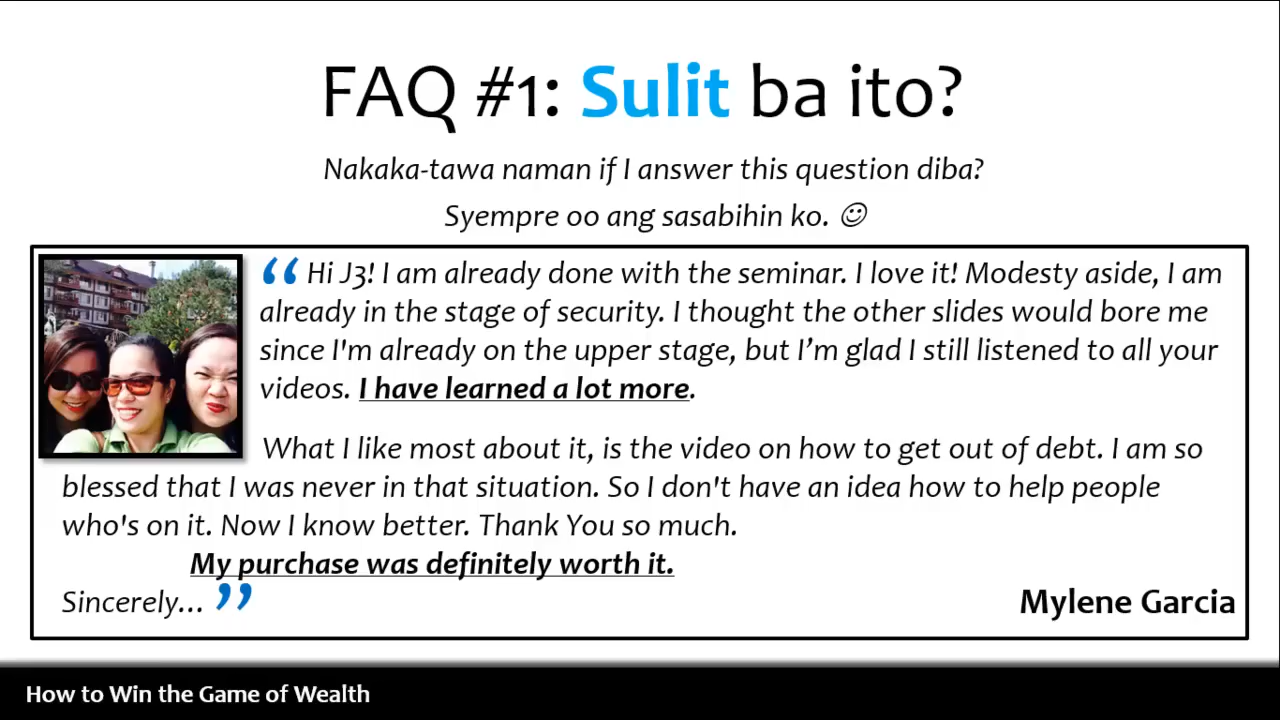 FAQ #1: Sulit ba ito?
Nakaka-tawa naman if I answer this question diba?
Syempre oo ang sasabihin ko. ☺
“ Hi J3! I am already done with the seminar. I love it! Modesty aside, I am
already in the stage of security. I thought the other slides would bore me
since I'm already on the upper stage, but I’m glad I still listened to all your
videos. I have learned a lot more.
What I like most about it, is the video on how to get out of debt. I am so
blessed that I was never in that situation. So I don't have an idea how to help people
who's on it. Now I know better. Thank You so much.
My purchase was definitely worth it.
Sincerely... ”
Mylene Garcia
How to Win the Game of Wealth